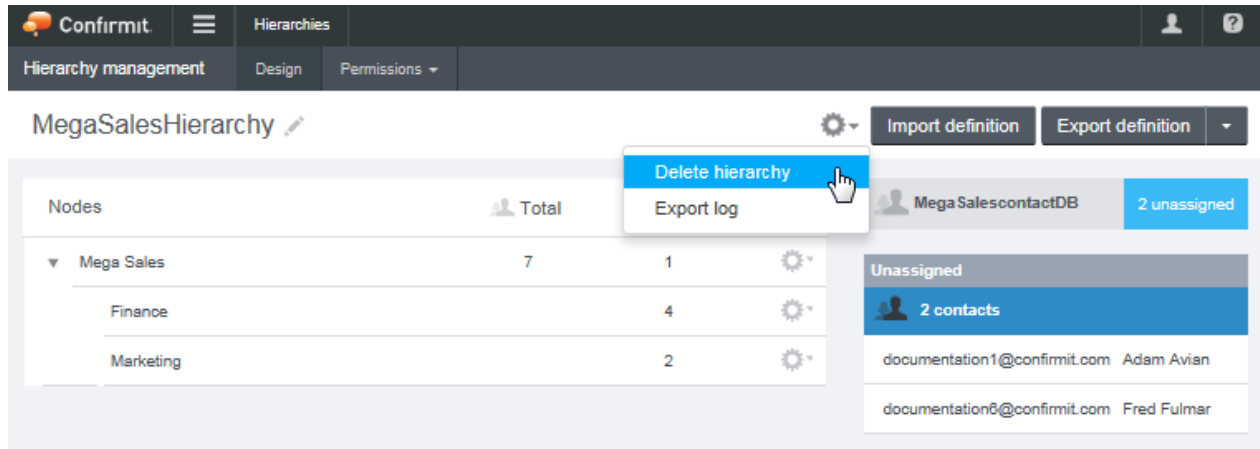 Confirmit. Hierarchies
Hierarchy management Design Permissions
MegaSalesHierarchy Import definition Export definition
Delete hierarchy
Export log
Nodes Total
MegaSalescontactDB 2 unassigned
Mega Sales 7 1
Finance 4
Marketing 2
Unassigned
2 contacts
documentation1@confirmit.com Adam Avian
documentation6@confirmit.com Fred Fulmar